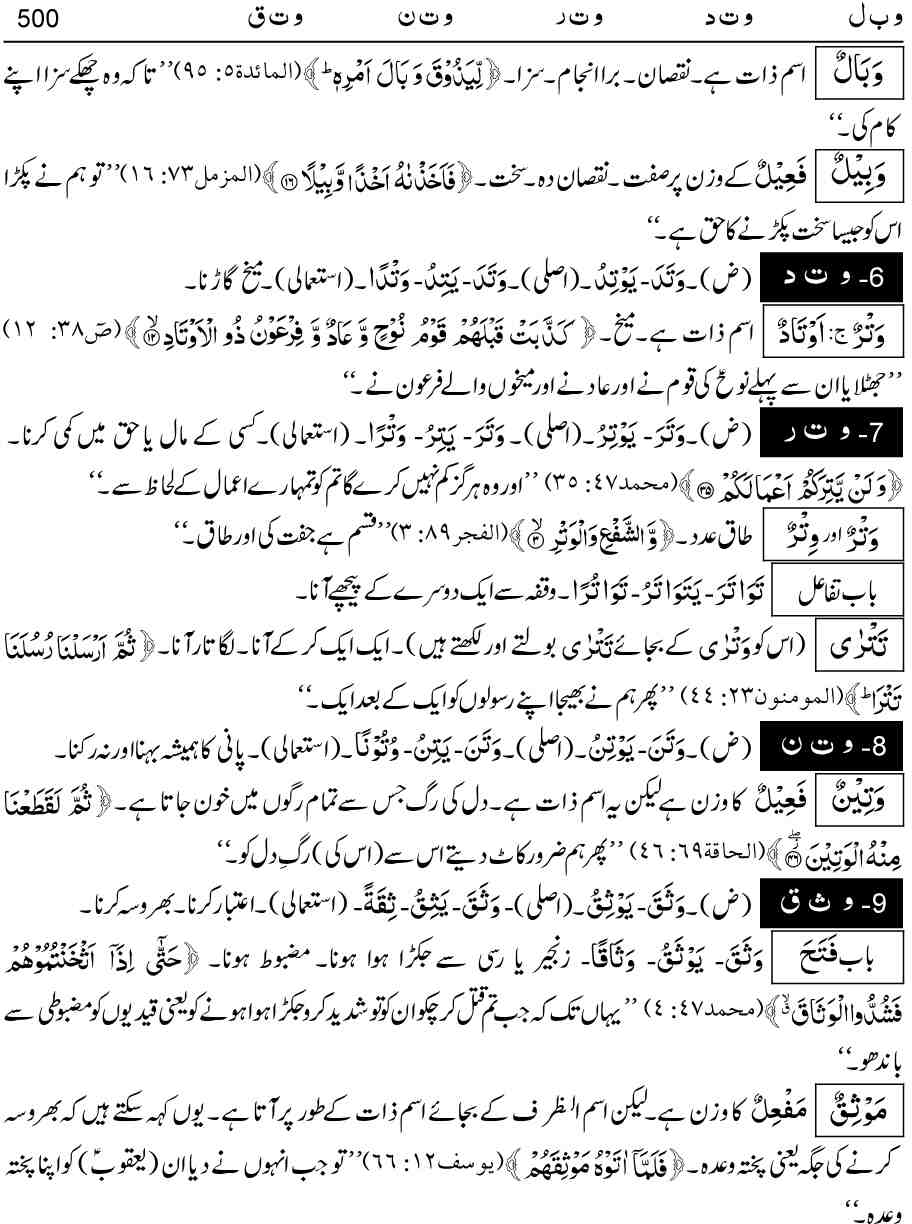 و ب ل و ت د و ت ر و ت ن و ت ق 500
وَبَالٌ اسم ذات ہے۔نقصان۔ برا انجام۔سزا۔﴿ لِّيَذُوْقَ وَبَالَ اَمْرِهٖ ؕ﴾(المائدة۵: ۹۵)’’تاکہ وہ چکھے سزا اپنے
کام کی۔‘‘
وَبِيْلٌ فَعِيْلٌ کے وزن پر صفت۔نقصان دہ۔سخت۔﴿فَاَخَذْنٰهُ اَخْذًا وَّبِيْلًا ۝۱۶﴾(المزمل۷۳: ۱۶)’’تو ہم نے پکڑا
اس کو جیسا سخت پکڑنے کا حق ہے۔‘‘
6- و ت د (ض)۔وَتَدَ- يَوْتِدُ۔(اصلی)۔وَتَدَ- يَتِدُ- وَتْدًا۔(استعمالی)۔میخ گاڑنا۔
وَتْرٌ ج: اَوْتَادٌ اسم ذات ہے۔میخ۔﴿ كَذَّبَتْ قَبْلَهُمْ قَوْمُ نُوْحٍ وَّ عَادٌ وَّ فِرْعَوْنُ ذُو الْاَوْتَادِ ۝۱۲ۙ﴾(صٓ۳۸: ۱۲)
’’جھٹلایا ان سے پہلے نوحؑ کی قوم نے اور عاد نے اور میخوں والے فرعون نے۔‘‘
7- و ت ر (ض)۔وَتَرَ- يَوْتِرُ۔(اصلی)۔ وَتَرَ- يَتِرُ- وَتْرًا۔ (استعمالی)۔کسی کے مال یا حق میں کمی کرنا۔
﴿وَلَنْ يَّتِرَكُمْ اَعْمَالَكُمْ ۝۳۵﴾(محمد۴۷: ۳۵) ’’اور وہ ہرگز کم نہیں کرے گا تم کو تمہارے اعمال کے لحاظ سے۔‘‘
وَتْرٌ اور وِتْرٌ طاق عدد۔﴿وَّالشَّفْعِ وَالْوَتْرِ ۝۳ۙ﴾(الفجر۸۹: ۳)’’قسم ہے جفت کی اور طاق۔‘‘
باب تفاعل تَوَاتَرَ- يَتَوَاتَرُ- تَوَاتُرًا۔وقفہ سے ایک دوسرے کے پیچھے آنا۔
تَتْرٰى (اس کو وَتْرٰى کے بجائے تَتْرٰى بولتے اور لکھتے ہیں)۔ایک ایک کر کے آنا۔لگاتار آنا۔﴿ ثُمَّ اَرْسَلْنَا رُسُلَنَا
تَتْرَا ؕ﴾(المومنون۲۳: ۴۴) ’’پھر ہم نے بھیجا اپنے رسولوں کو ایک کے بعد ایک۔‘‘
8- و ت ن (ض)۔وَتَنَ- يَوْتِنُ۔(اصلی)۔وَتَنَ- يَتِنُ- وُتُوْنًا۔(استعمالی)۔پانی کا ہمیشہ بہنا اور نہ رکنا۔
وَتِيْنٌ فَعِيْلٌ کا وزن ہے لیکن یہ اسم ذات ہے۔دل کی رگ جس سے تمام رگوں میں خون جاتا ہے۔﴿ ثُمَّ لَقَطَعْنَا
مِنْهُ الْوَتِيْنَ ۝۴۶﴾(الحاقة۶۹: ۴۶) ’’پھر ہم ضرور کاٹ دیتے اس سے(اس کی) رگِ دل کو۔‘‘
9- و ث ق (ض)۔وَثَقَ- يَوْثِقُ۔(اصلی)۔ وَثَقَ- يَثِقُ- ثِقَةً۔ (استعمالی)۔اعتبار کرنا۔بھروسہ کرنا۔
باب فَتَحَ وَثَقَ- يَوْثَقُ- وَثَاقًا- زنجیر یا رسی سے جکڑا ہوا ہونا۔ مضبوط ہونا۔ ﴿حَتّٰۤى اِذَاۤ اَثْخَنْتُمُوْهُمْ
فَشُدُّوا الْوَثَاقَ ۙ﴾(محمد۴۷: ۴) ’’یہاں تک کہ جب تم قتل کر چکو ان کو تو شدید کرو جکڑا ہوا ہونے کو یعنی قیدیوں کو مضبوطی سے
باندھو۔‘‘
مَوْثِقٌ مَفْعِلٌ کا وزن ہے۔لیکن اسم الظرف کے بجائے اسم ذات کے طور پر آتا ہے۔یوں کہہ سکتے ہیں کہ بھروسہ
کرنے کی جگہ یعنی پختہ وعدہ۔﴿فَلَمَّاۤ اٰتَوْهُ مَوْثِقَهُمْ﴾(یوسف۱۲: ۶۶)’’تو جب انہوں نے دیا ان (یعقوبؑ) کو اپنا پختہ
وعدہ۔‘‘